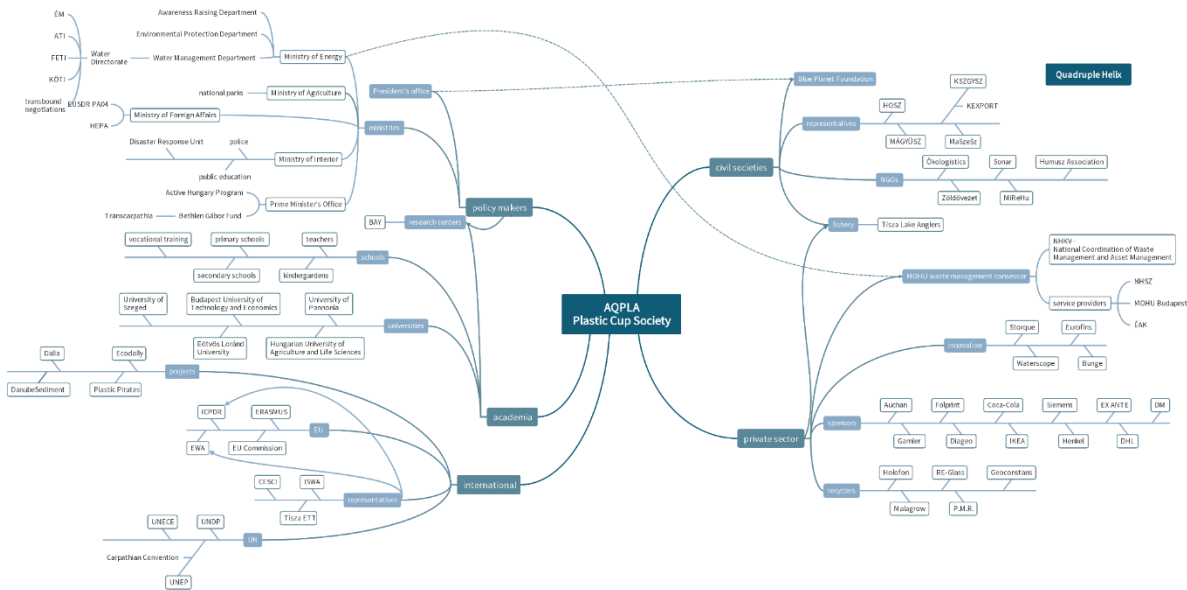 Quadruple Helix
AQPLA
Plastic Cup Society
policy makers
President's office
ministries
Ministry of Energy
Awareness Raising Department
Environmental Protection Department
Water Management Department
Water
Directorate
ÉM
ATI
FETI
KÖTI
transbound
negotiations
Ministry of Agriculture
national parks
Ministry of Foreign Affairs
EUSDR PA04
HEPA
Ministry of Interior
Disaster Response Unit
police
public education
Prime Minister's Office
Active Hungary Program
Bethlen Gábor Fund
Transcarpathia
research centers
BAY
academia
schools
vocational training
primary schools
teachers
secondary schools
kindergardens
universities
University of
Szeged
Budapest University of
Technology and Economics
University of
Pannonia
Eötvös Loránd
University
Hungarian University of
Agriculture and Life Sciences
international
projects
Dalia
Ecodally
DanubeSediment
Plastic Pirates
EU
ICPDR
ERASMUS
EWA
EU Commission
representatives
CESCI
ISWA
Tisza ETT
UN
UNECE
UNDP
Carpathian Convention
UNEP
civil societies
Blue Planet Foundation
representatives
HOSZ
KSZGYSZ
KEXPORT
MÁGYÜSZ
MaSzeSz
NGOs
Ökologistics
Sonar
Humusz Association
Zöldövezet
MiReHu
fishery
Tisza Lake Anglers
private sector
MOHU waste management consessor
NHKV -
National Coordination of Waste
Management and Asset Management
service providers
NHSZ
MOHU Budapest
ÉAK
innovation
Storque
Eurofins
Waterscope
Bunge
sponsors
Auchan
Folprint
Coca-Cola
Siemens
EX ANTE
DM
Garnier
Diageo
IKEA
Henkel
DHL
recyclers
Holofon
RE-Glass
Geoconstans
Malagrow
P.M.R.